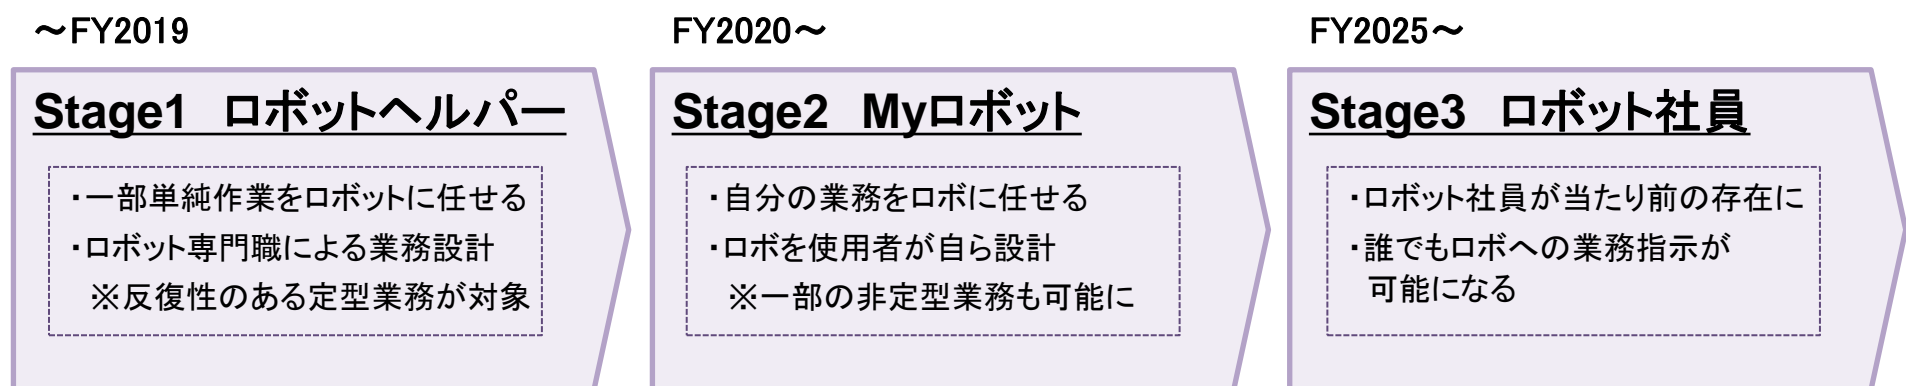 ～FY2019
Stage1　ロボットヘルパー
・一部単純作業をロボットに任せる
・ロボット専門職による業務設計
※反復性のある定型業務が対象
FY2020～
Stage2　Myロボット
・自分の業務をロボに任せる
・ロボを使用者が自ら設計
※一部の非定型業務も可能に
FY2025～
Stage3　ロボット社員
・ロボット社員が当たり前の存在に
・誰でもロボへの業務指示が
可能になる